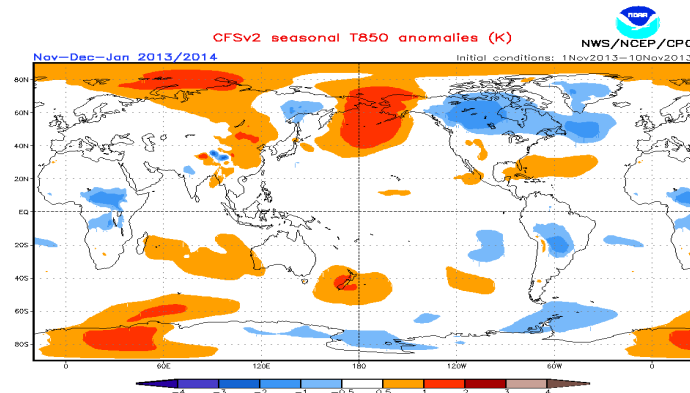 NOAA
CFSv2 seasonal T850 anomalies (K)
NWS/NCEP/CPC
Nov-Dec-Jan 2013/2014
Initial conditions: 1Nov2013-10Nov2013
80N
60N
40N
20N
EQ
20S
40S
60S
80S
0 60E 120E 180 120W 60W 0
-4 -3 -2 -1 -0.5 0.5 1 2 3 4